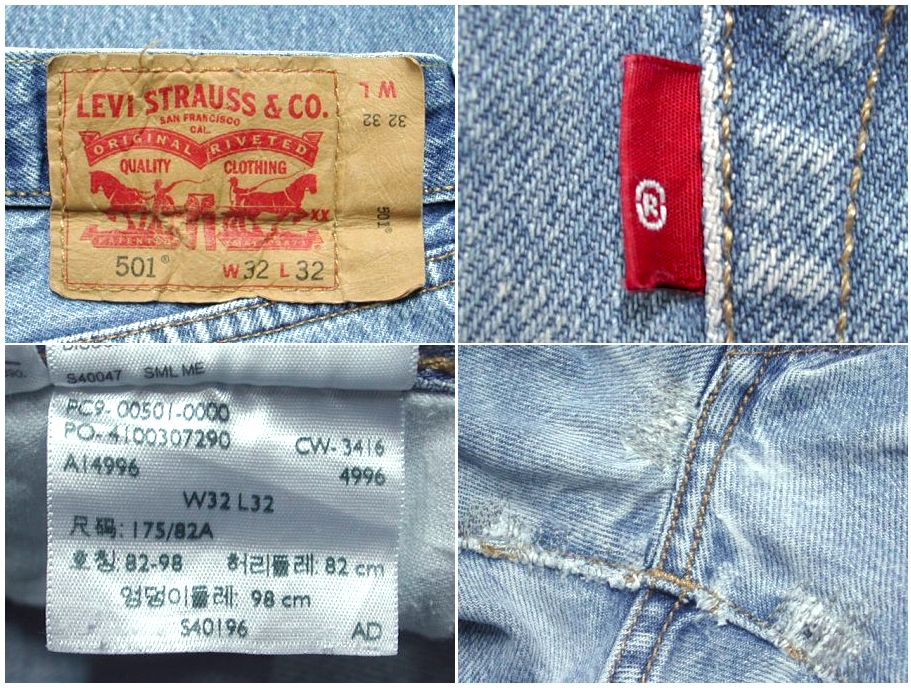 LEVI STRAUSS & CO.
SAN FRANCISCO
CAL.
ORIGINAL RIVETED
QUALITY CLOTHING
XX
501®
W 32 L 32
W L
32 32
501®
®
S40047 SML ME
PC9-00501-0000
PO-4100307290
CW-3416
A14996
4996
W32 L32
尺码: 175/82A
호칭: 82-98 허리둘레: 82 cm
엉덩이둘레: 98 cm
S40196 AD